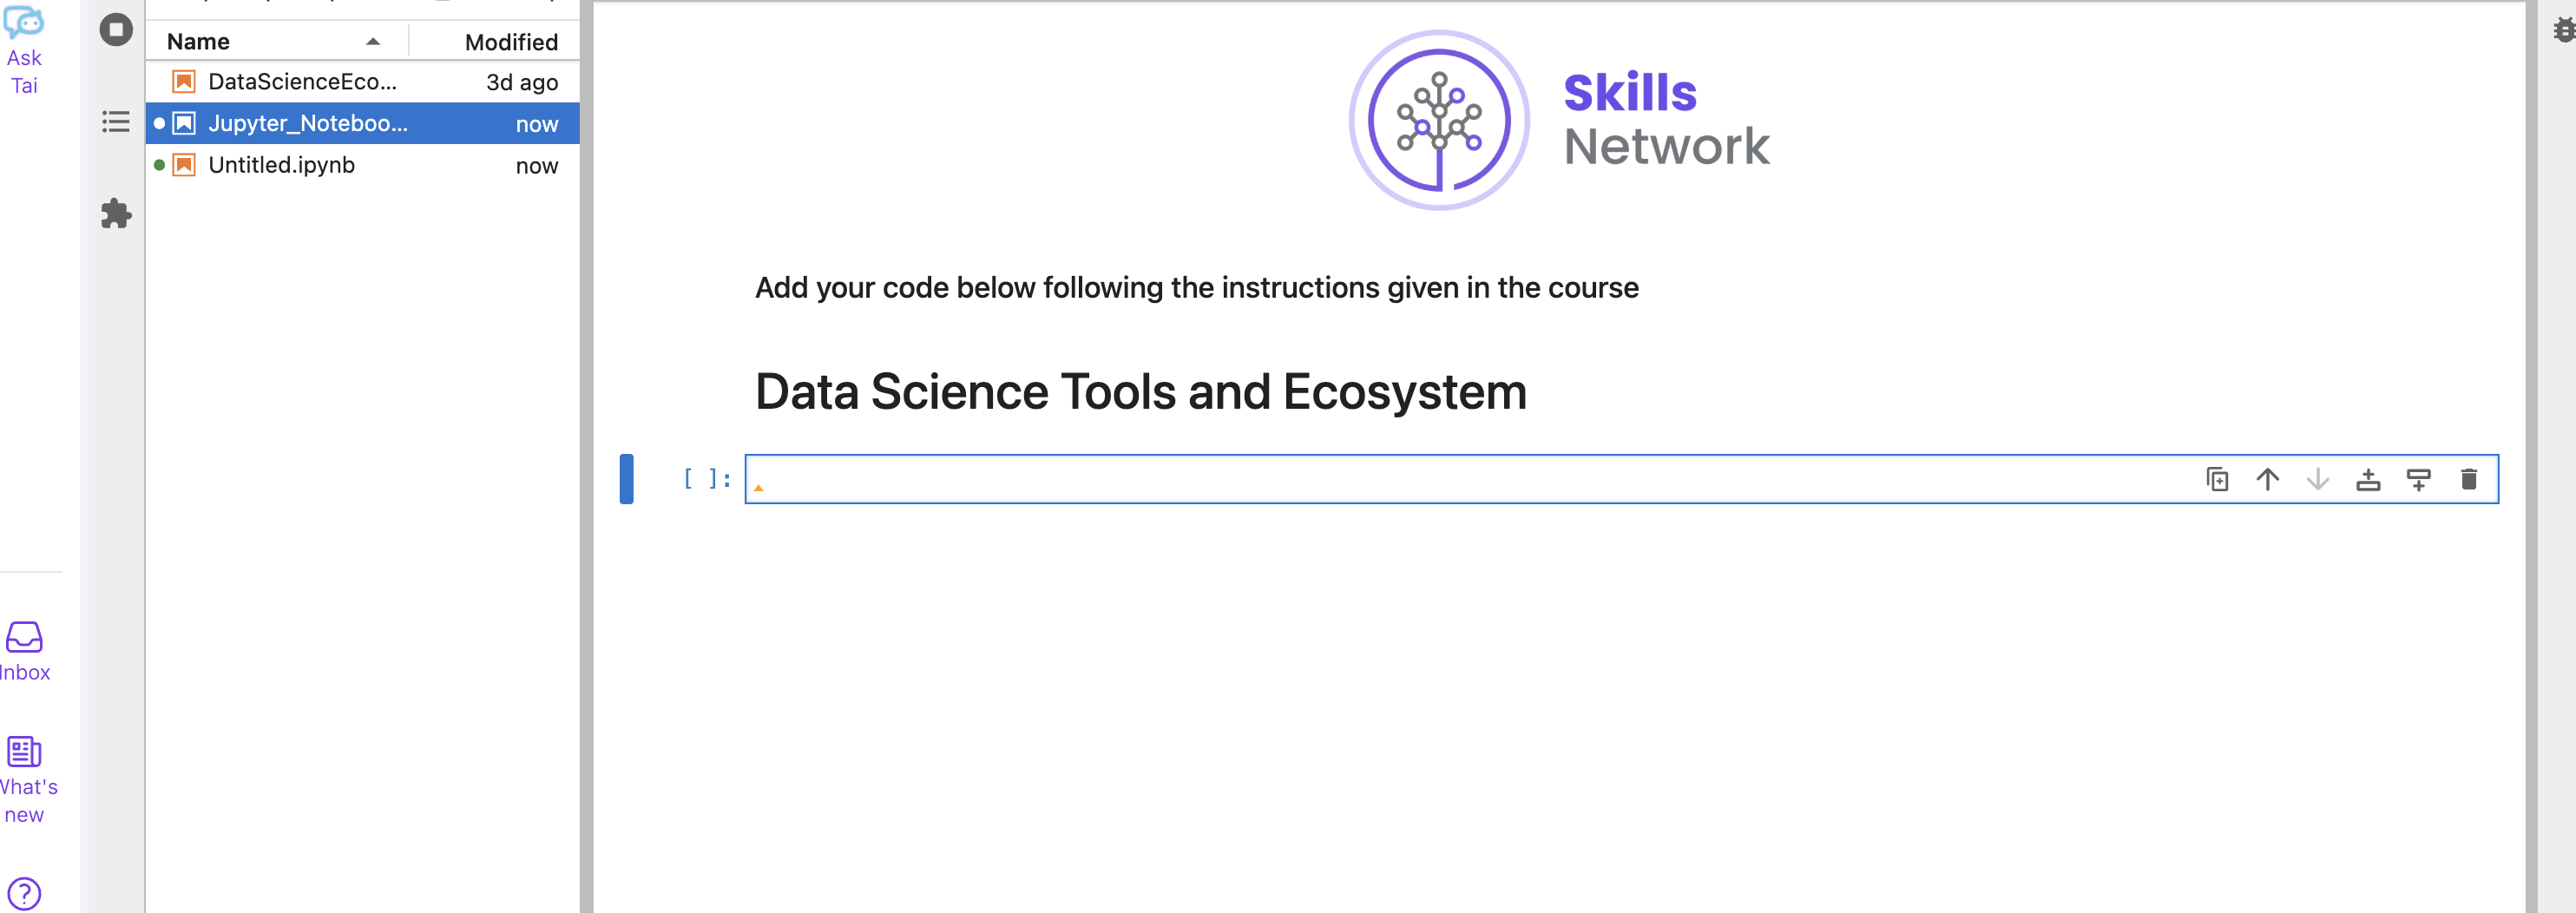 Ask
Tai
Inbox
What's
new
Name Modified
DataScienceEco... 3d ago
Jupyter_Noteboo... now
Untitled.ipynb now
Skills
Network
Add your code below following the instructions given in the course
Data Science Tools and Ecosystem
[ ]: